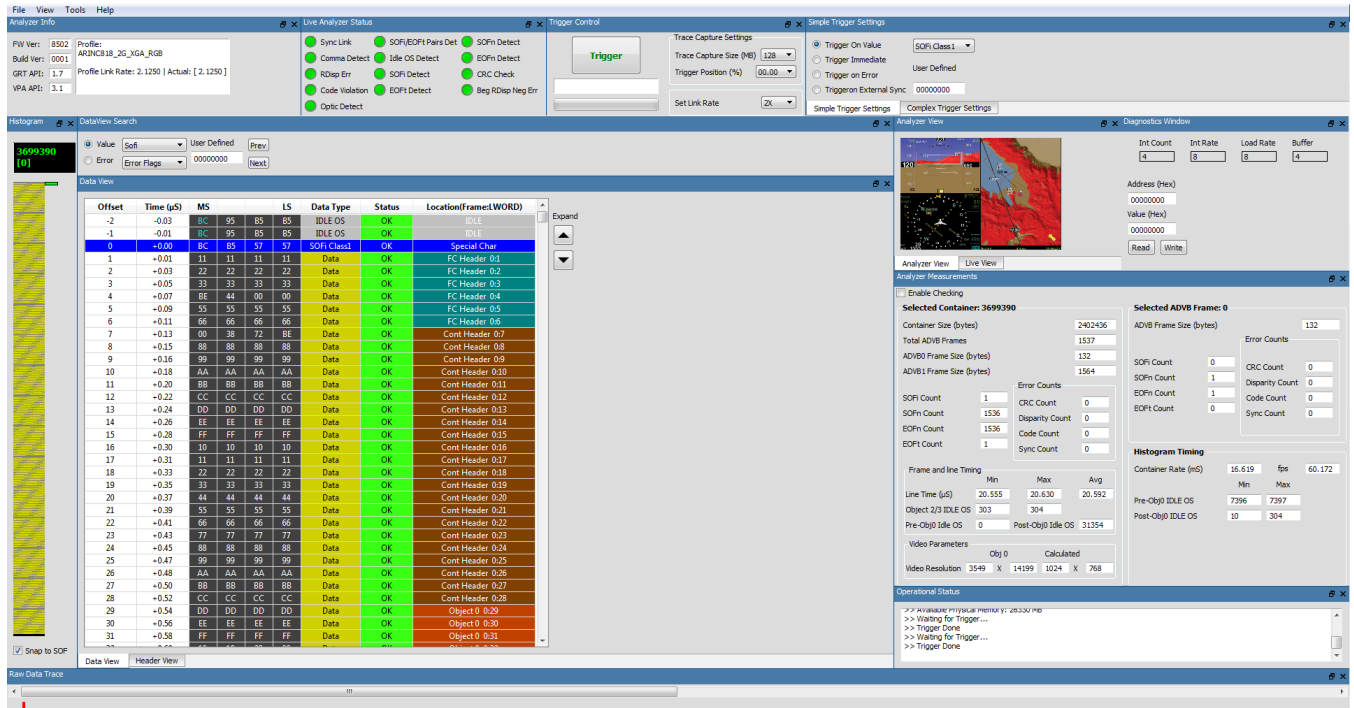 File View Tools Help
Analyzer Info
FW Ver: 8502
Build Ver: 0001
GRT API: 1.7
VPA API: 3.1
Profile:
ARINC818_2G_XGA_RGB
Profile Link Rate: 2.1250 | Actual: [ 2.1250 ]
Live Analyzer Status
Sync Link SOFi/EOFt Pairs Det SOFn Detect
Comma Detect Idle OS Detect EOFn Detect
RDisp Err SOFi Detect CRC Check
Code Violation EOFt Detect Beg RDisp Neg Err
Optic Detect
Trigger Control
Trigger
Trace Capture Settings
Trace Capture Size (MB) 128
Trigger Position (%) 00.00
Set Link Rate 2X
Simple Trigger Settings
Trigger On Value SOFi Class1
Trigger Immediate
Trigger on Error User Defined
Triggeron External Sync 00000000
Simple Trigger Settings Complex Trigger Settings
Histogram
3699390
[0]
Snap to SOF
DataView Search
Value Sofi User Defined Prev
Error Error Flags 00000000 Next
Data View
Offset Time (µS) MS LS Data Type Status Location(Frame:LWORD)
-2 -0.03 BC 95 B5 B5 IDLE OS OK IDLE
-1 -0.01 BC 95 B5 B5 IDLE OS OK IDLE
0 +0.00 BC B5 57 57 SOFi Class1 OK Special Char
1 +0.01 11 11 11 11 Data OK FC Header 0:1
2 +0.03 22 22 22 22 Data OK FC Header 0:2
3 +0.05 33 33 33 33 Data OK FC Header 0:3
4 +0.07 BE 44 00 00 Data OK FC Header 0:4
5 +0.09 55 55 55 55 Data OK FC Header 0:5
6 +0.11 66 66 66 66 Data OK FC Header 0:6
7 +0.13 00 38 72 BE Data OK Cont Header 0:7
8 +0.15 88 88 88 88 Data OK Cont Header 0:8
9 +0.16 99 99 99 99 Data OK Cont Header 0:9
10 +0.18 AA AA AA AA Data OK Cont Header 0:10
11 +0.20 BB BB BB BB Data OK Cont Header 0:11
12 +0.22 CC CC CC CC Data OK Cont Header 0:12
13 +0.24 DD DD DD DD Data OK Cont Header 0:13
14 +0.26 EE EE EE EE Data OK Cont Header 0:14
15 +0.28 FF FF FF FF Data OK Cont Header 0:15
16 +0.30 10 10 10 10 Data OK Cont Header 0:16
17 +0.31 11 11 11 11 Data OK Cont Header 0:17
18 +0.33 22 22 22 22 Data OK Cont Header 0:18
19 +0.35 33 33 33 33 Data OK Cont Header 0:19
20 +0.37 44 44 44 44 Data OK Cont Header 0:20
21 +0.39 55 55 55 55 Data OK Cont Header 0:21
22 +0.41 66 66 66 66 Data OK Cont Header 0:22
23 +0.43 77 77 77 77 Data OK Cont Header 0:23
24 +0.45 88 88 88 88 Data OK Cont Header 0:24
25 +0.47 99 99 99 99 Data OK Cont Header 0:25
26 +0.48 AA AA AA AA Data OK Cont Header 0:26
27 +0.50 BB BB BB BB Data OK Cont Header 0:27
28 +0.52 CC CC CC CC Data OK Cont Header 0:28
29 +0.54 DD DD DD DD Data OK Object 0 0:29
30 +0.56 EE EE EE EE Data OK Object 0 0:30
31 +0.58 FF FF FF FF Data OK Object 0 0:31
Expand
Data View Header View
Analyzer View
120
Analyzer View Live View
Diagnostics Window
Int Count Int Rate Load Rate Buffer
4 8 8 4
Address (Hex)
00000000
Value (Hex)
00000000
Read Write
Analyzer Measurements
Enable Checking
Selected Container: 3699390
Container Size (bytes) 2402436
Total ADVB Frames 1537
ADVB0 Frame Size (bytes) 132
ADVB1 Frame Size (bytes) 1564
SOFi Count 1
SOFn Count 1536
EOFn Count 1536
EOFt Count 1
Error Counts
CRC Count 0
Disparity Count 0
Code Count 0
Sync Count 0
Frame and line Timing
Min Max Avg
Line Time (µS) 20.555 20.630 20.592
Object 2/3 IDLE OS 303 304
Pre-Obj0 Idle OS 0 Post-Obj0 Idle OS 31354
Video Parameters
Obj 0 Calculated
Video Resolution 3549 X 14199 1024 X 768
Selected ADVB Frame: 0
ADVB Frame Size (bytes) 132
SOFi Count 0
SOFn Count 1
EOFn Count 1
EOFt Count 0
Error Counts
CRC Count 0
Disparity Count 0
Code Count 0
Sync Count 0
Histogram Timing
Container Rate (mS) 16.619 fps 60.172
Min Max
Pre-Obj0 IDLE OS 7396 7397
Post-Obj0 IDLE OS 10 304
Operational Status
>> Available Physical Memory: 26330 MB
>> Waiting for Trigger...
>> Trigger Done
>> Waiting for Trigger...
>> Trigger Done
Raw Data Trace